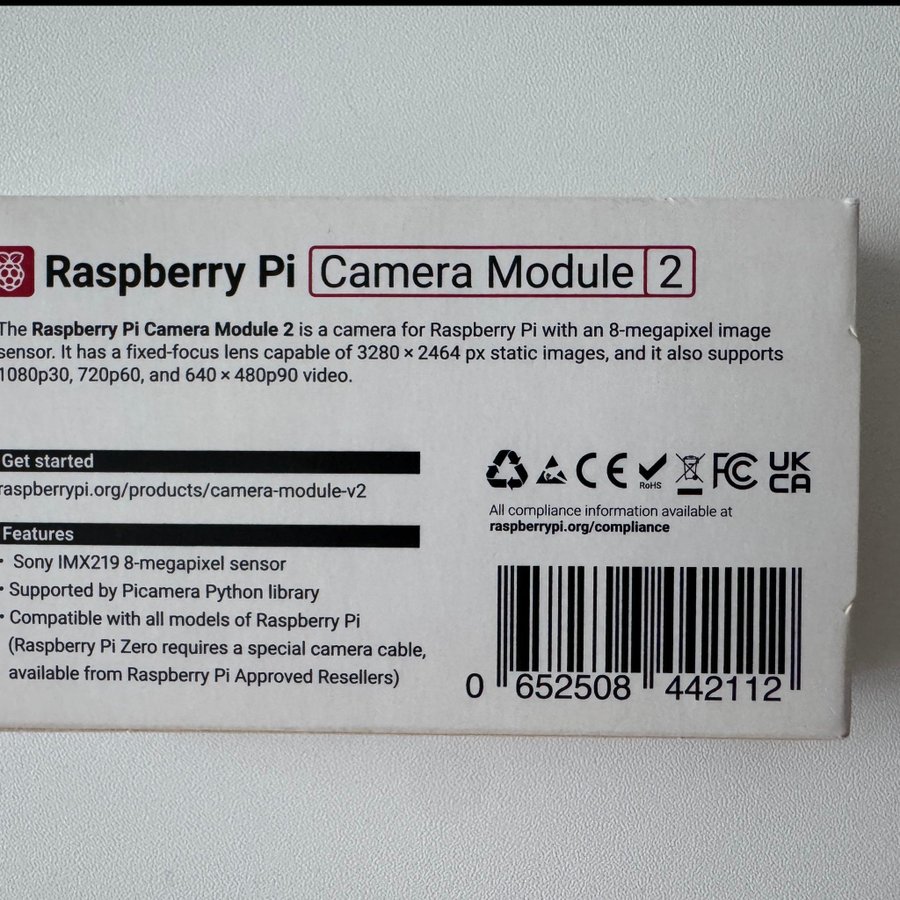 Raspberry Pi Camera Module 2
The Raspberry Pi Camera Module 2 is a camera for Raspberry Pi with an 8-megapixel image
sensor. It has a fixed-focus lens capable of 3280 × 2464 px static images, and it also supports
1080p30, 720p60, and 640 × 480p90 video.
Get started
raspberrypi.org/products/camera-module-v2
Features
• Sony IMX219 8-megapixel sensor
• Supported by Picamera Python library
• Compatible with all models of Raspberry Pi
(Raspberry Pi Zero requires a special camera cable,
available from Raspberry Pi Approved Resellers)
CE RoHS FC UK CA
All compliance information available at
raspberrypi.org/compliance
0 652508 442112